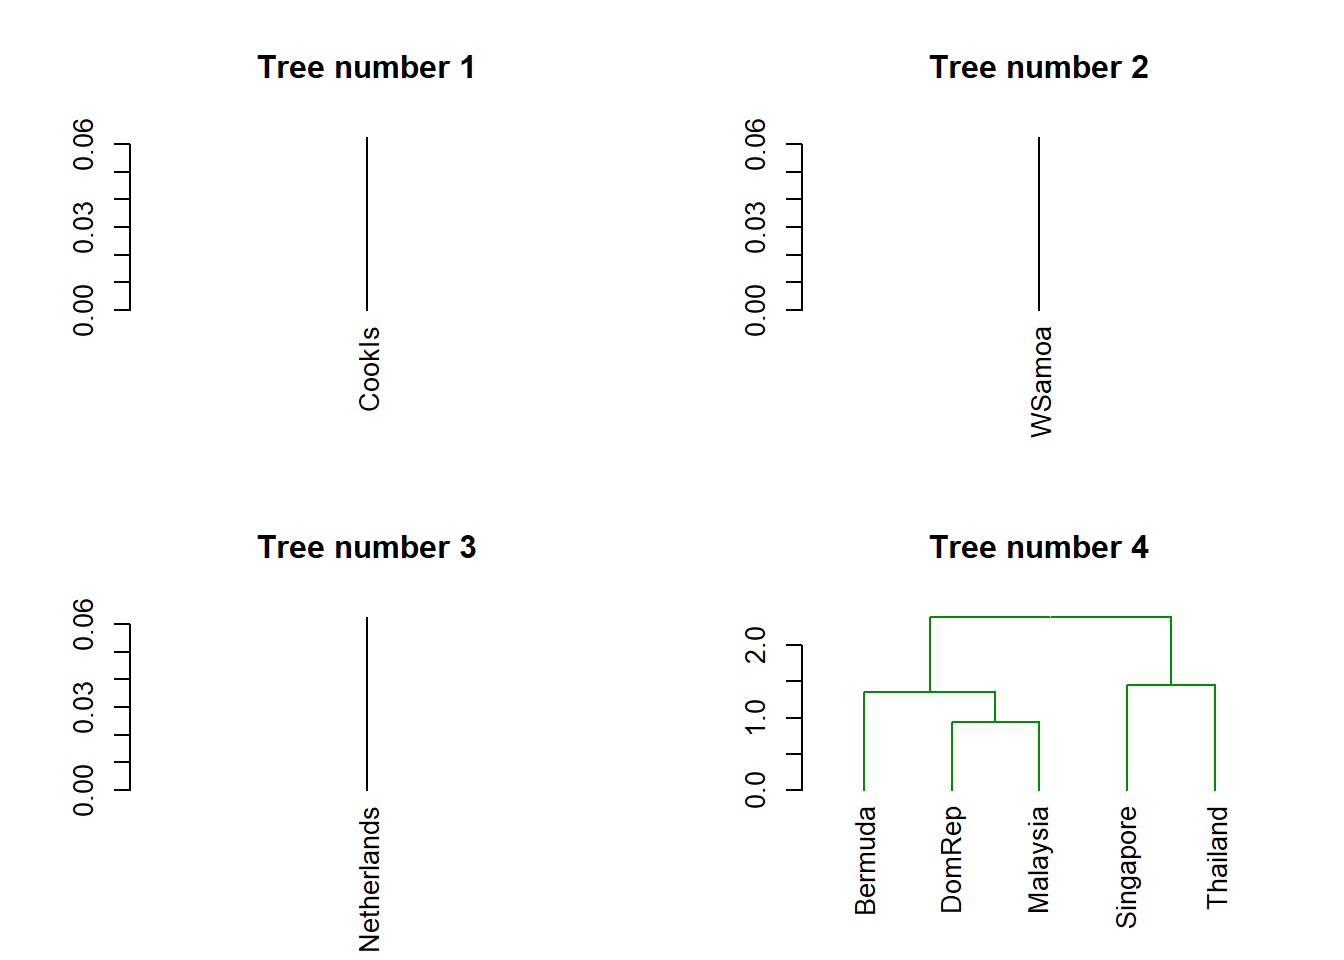 Tree number 1
0.06
0.03
0.00
CookIs
Tree number 2
0.06
0.03
0.00
WSamoa
Tree number 3
0.06
0.03
0.00
Netherlands
Tree number 4
2.0
1.0
0.0
Bermuda
DomRep
Malaysia
Singapore
Thailand